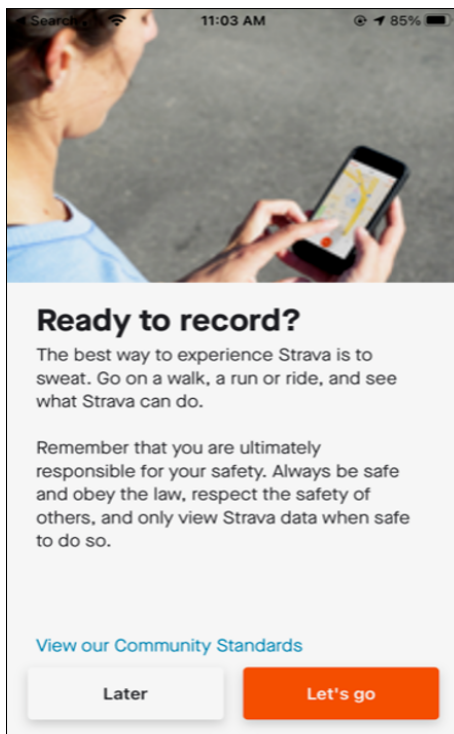 Search
11:03 AM
85%
Ready to record?
The best way to experience Strava is to
sweat. Go on a walk, a run or ride, and see
what Strava can do.
Remember that you are ultimately
responsible for your safety. Always be safe
and obey the law, respect the safety of
others, and only view Strava data when safe
to do so.
View our Community Standards
Later
Let's go